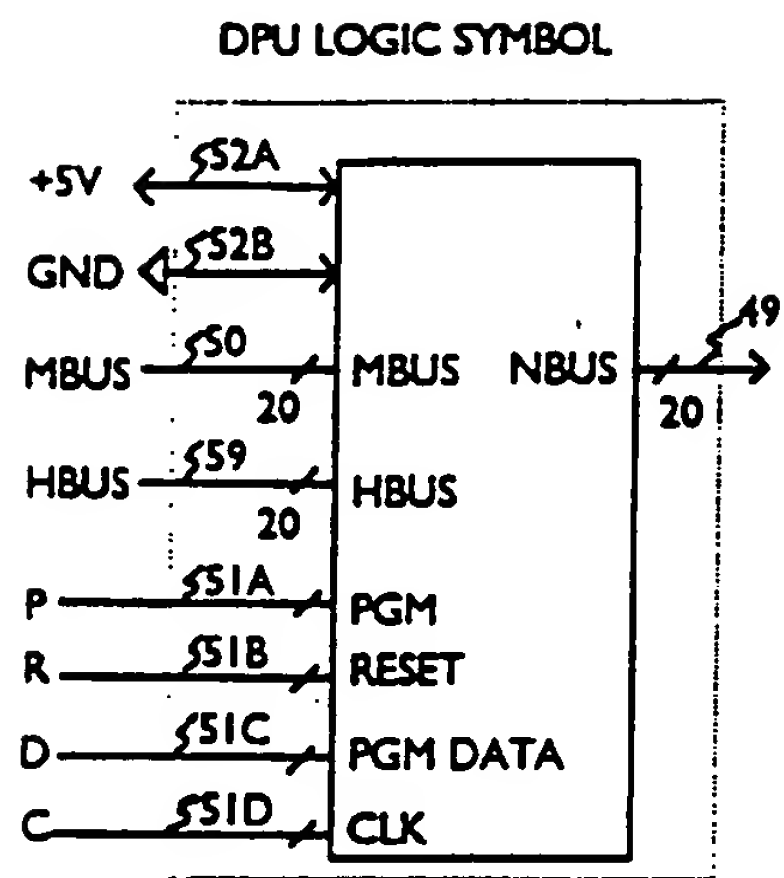 DPU LOGIC SYMBOL
52A
+5V
52B
GND
49
50
MBUS
MBUS
NBUS
20
20
59
HBUS
HBUS
20
51A
P
PGM
51B
R
RESET
51C
D
PGM DATA
51D
C
CLK